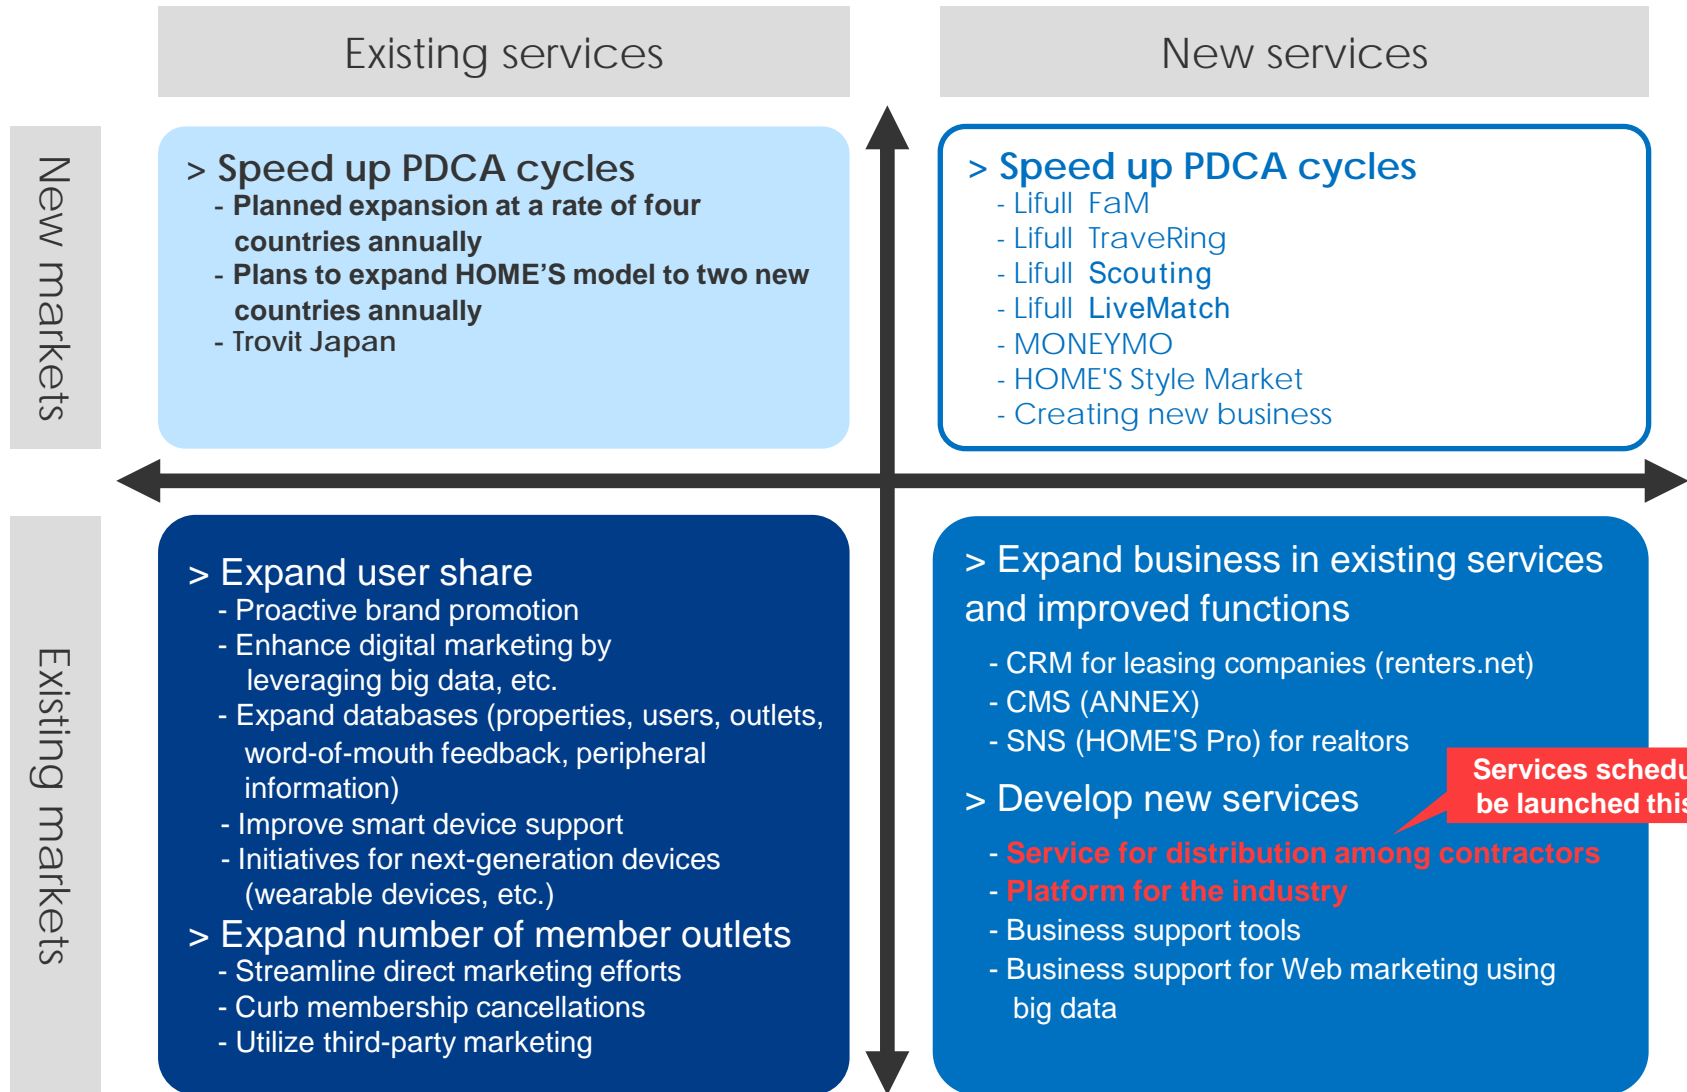 Existing services
New services
New markets
> Speed up PDCA cycles
- Planned expansion at a rate of four
countries annually
- Plans to expand HOME’S model to two new
countries annually
- Trovit Japan
> Speed up PDCA cycles
- Lifull FaM
- Lifull TraveRing
- Lifull Scouting
- Lifull LiveMatch
- MONEYMO
- HOME'S Style Market
- Creating new business
Existing markets
> Expand user share
- Proactive brand promotion
- Enhance digital marketing by
leveraging big data, etc.
- Expand databases (properties, users, outlets,
word-of-mouth feedback, peripheral
information)
- Improve smart device support
- Initiatives for next-generation devices
(wearable devices, etc.)
> Expand number of member outlets
- Streamline direct marketing efforts
- Curb membership cancellations
- Utilize third-party marketing
> Expand business in existing services
and improved functions
- CRM for leasing companies (renters.net)
- CMS (ANNEX)
- SNS (HOME'S Pro) for realtors
Services
be launched this
> Develop new services
- Service for distribution among contractors
- Platform for the industry
- Business support tools
- Business support for Web marketing using
big data